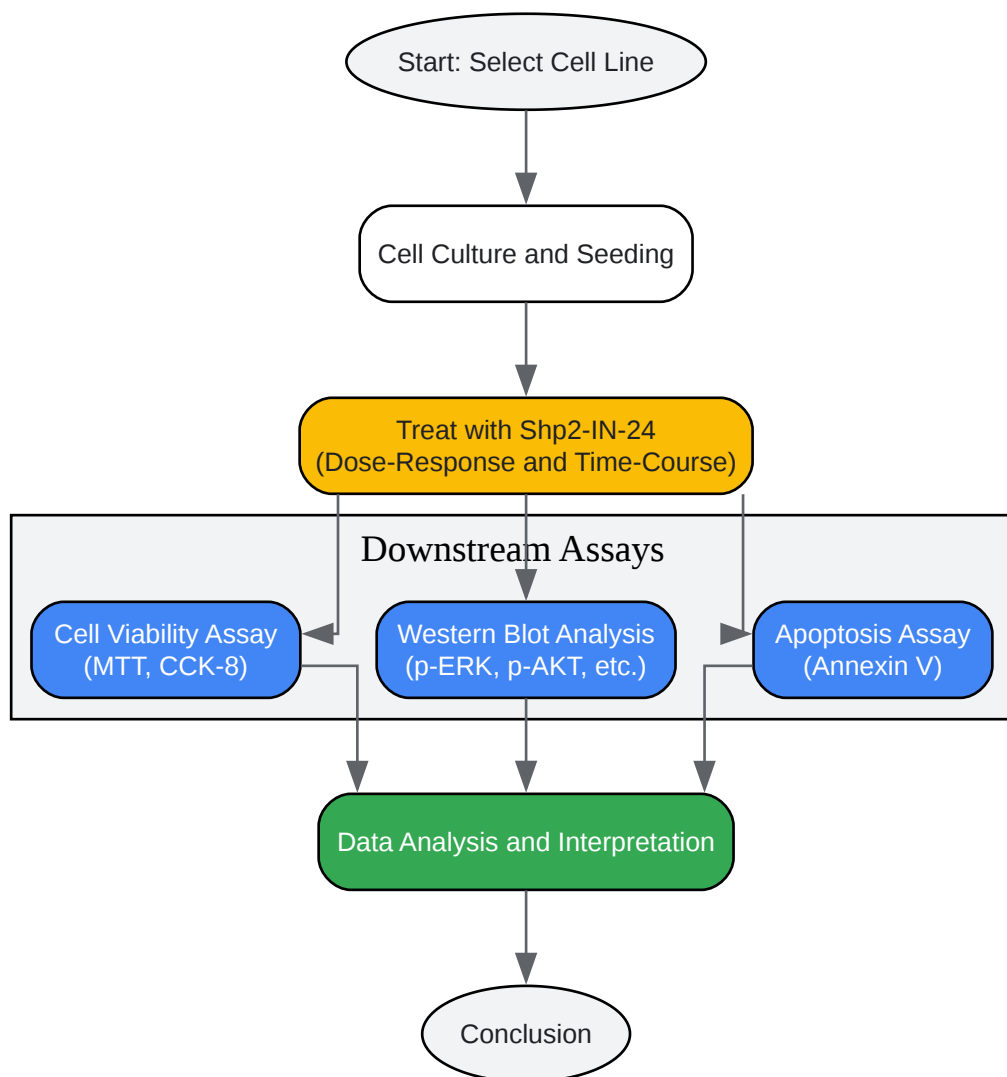 Start: Select Cell Line
Cell Culture and Seeding
Treat with Shp2-IN-24
(Dose-Response and Time-Course)
Downstream Assays
Cell Viability Assay
(MTT, CCK-8)
Western Blot Analysis
(p-ERK, p-AKT, etc.)
Apoptosis Assay
(Annexin V)
Data Analysis and Interpretation
Conclusion